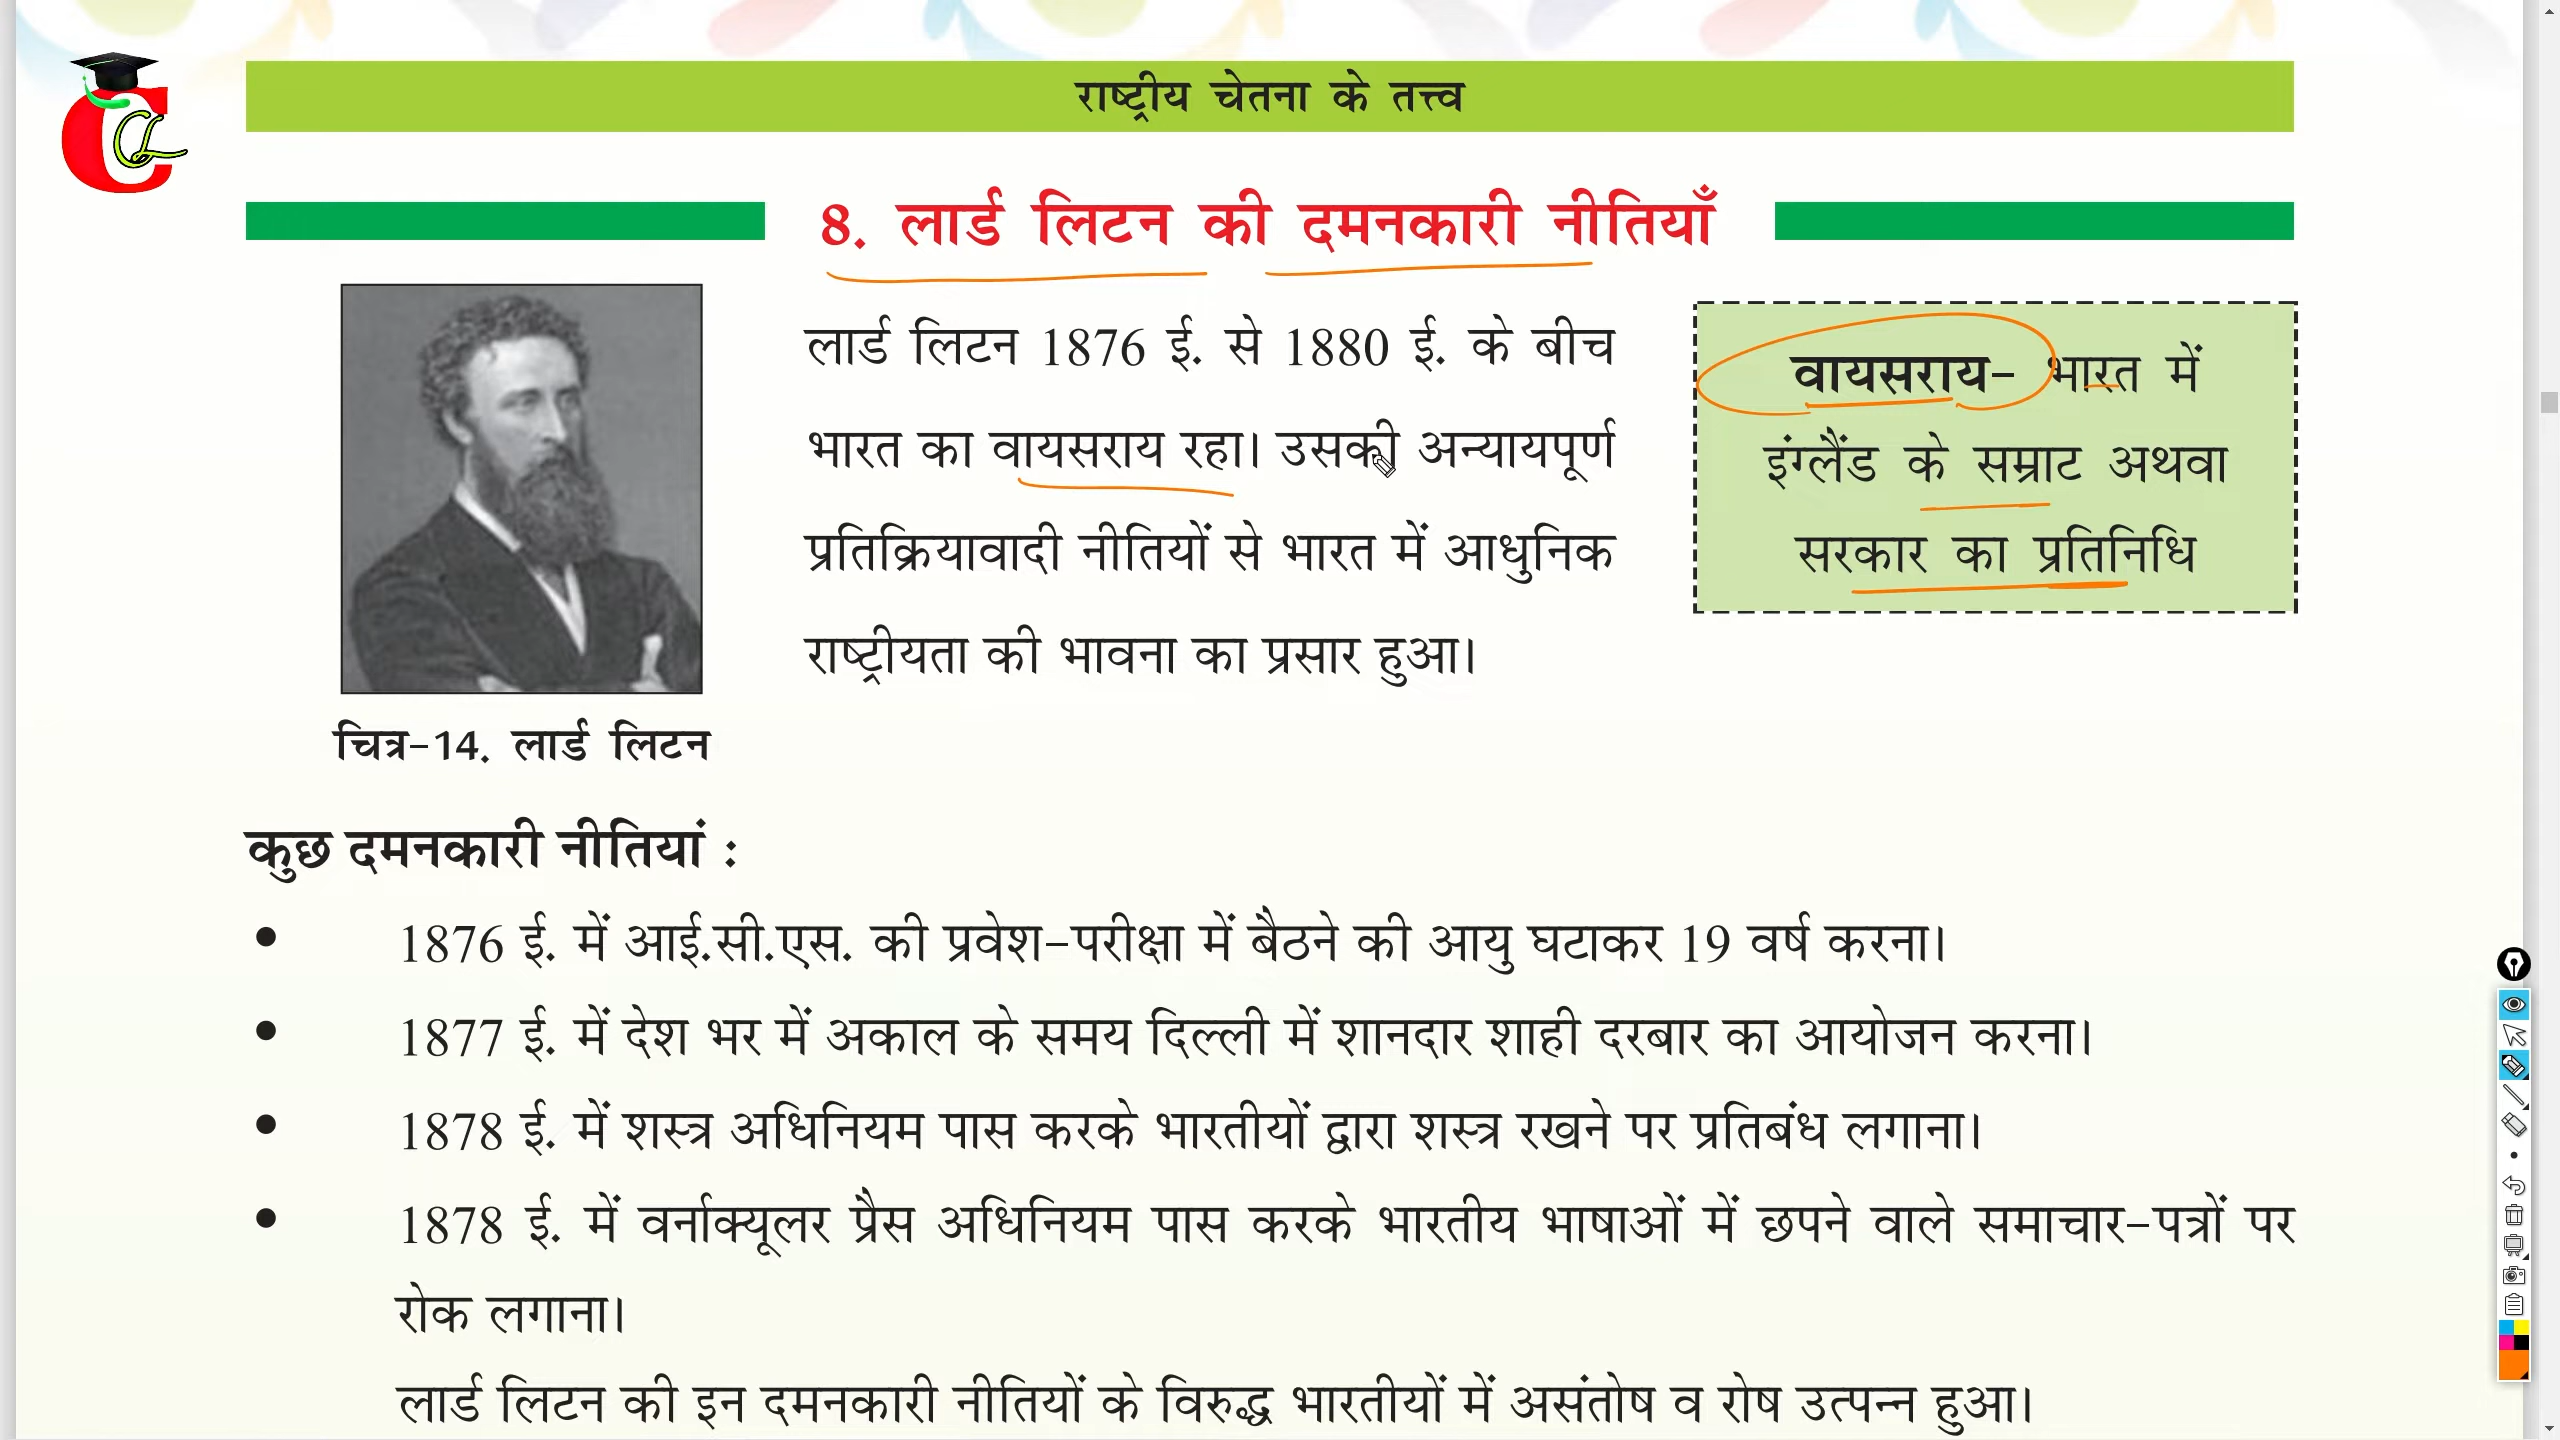 राष्ट्रीय चेतना के तत्त्व
8. लार्ड लिटन की दमनकारी नीतियाँ
लार्ड लिटन 1876 ई. से 1880 ई. के बीच
भारत का वायसराय रहा। उसकी अन्यायपूर्ण
प्रतिक्रियावादी नीतियों से भारत में आधुनिक
राष्ट्रीयता की भावना का प्रसार हुआ।
वायसराय- भारत में
इंग्लैंड के सम्राट अथवा
सरकार का प्रतिनिधि
चित्र-14. लार्ड लिटन
कुछ दमनकारी नीतियां :
• 1876 ई. में आई.सी.एस. की प्रवेश-परीक्षा में बैठने की आयु घटाकर 19 वर्ष करना।
• 1877 ई. में देश भर में अकाल के समय दिल्ली में शानदार शाही दरबार का आयोजन करना।
• 1878 ई. में शस्त्र अधिनियम पास करके भारतीयों द्वारा शस्त्र रखने पर प्रतिबंध लगाना।
• 1878 ई. में वर्नाक्यूलर प्रैस अधिनियम पास करके भारतीय भाषाओं में छपने वाले समाचार-पत्रों पर
रोक लगाना।
लार्ड लिटन की इन दमनकारी नीतियों के विरुद्ध भारतीयों में असंतोष व रोष उत्पन्न हुआ।